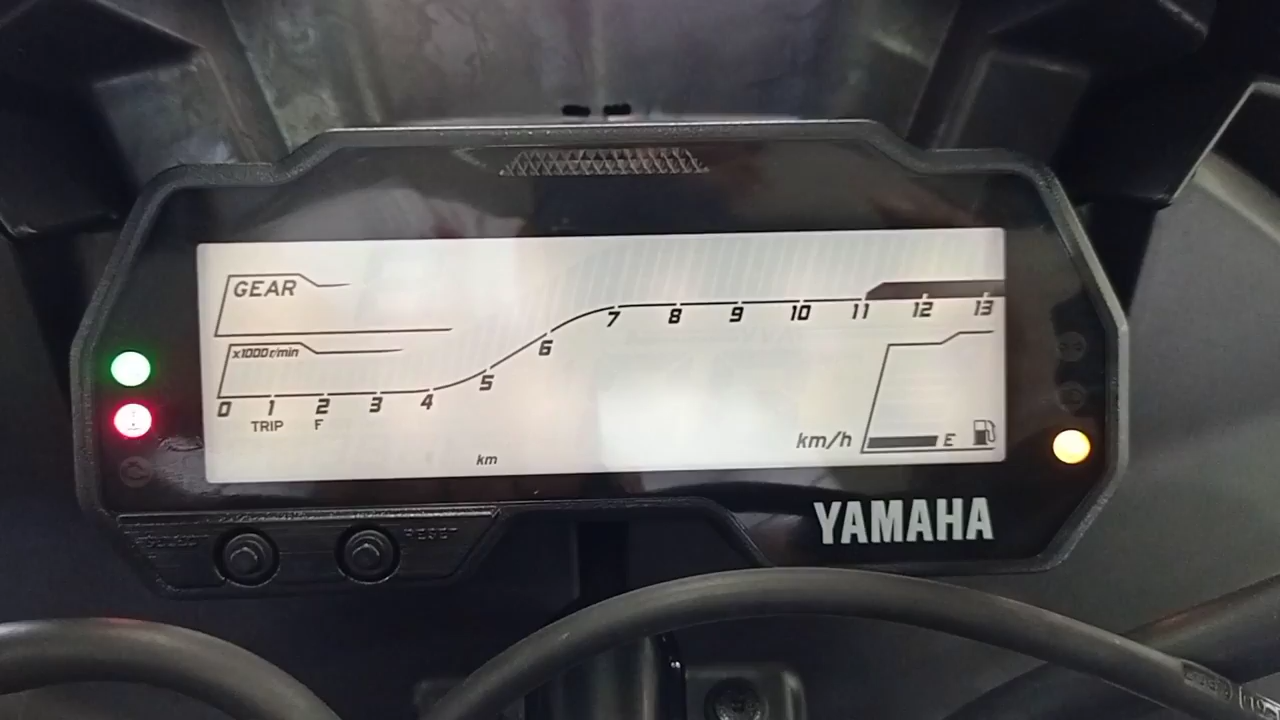 GEAR
x1000 r/min
0 1 2 3 4 5 6 7 8 9 10 11 12 13
TRIP F
km
km/h
E
YAMAHA
RESET